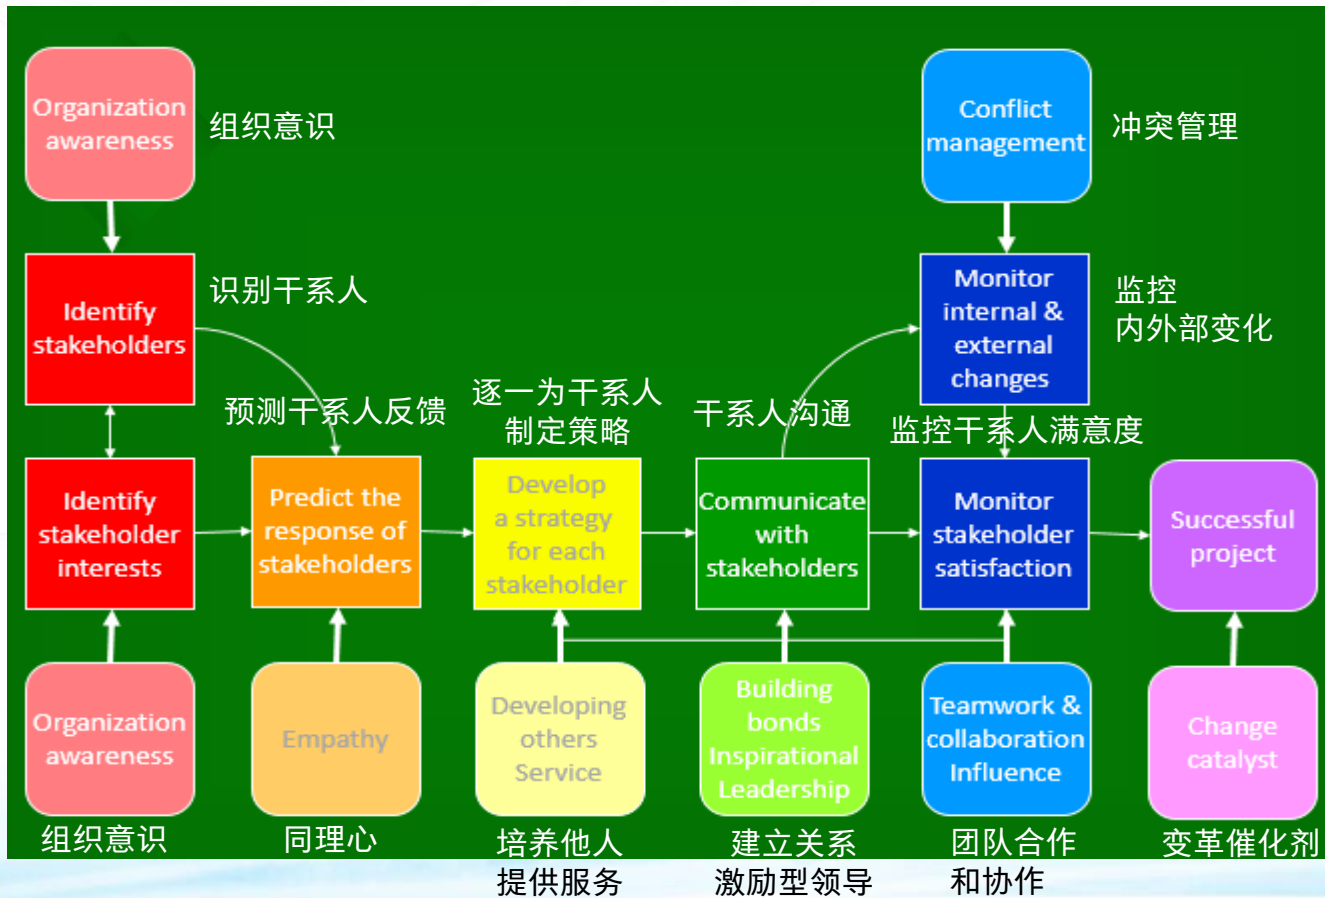 Organization
awareness
组织意识
Conflict
management
冲突管理
Identify
stakeholders
识别干系人
Monitor
internal &
external
changes
监控
内外部变化
预测干系人反馈
逐一为干系人
制定策略
干系人沟通
监控干系人满意度
Identify
stakeholder
interests
Predict the
response of
stakeholders
Develop
a strategy
for each
stakeholder
Communicate
with
stakeholders
Monitor
stakeholder
satisfaction
Successful
project
Organization
awareness
Empathy
Developing
others
Service
Building
bonds
Inspirational
Leadership
Teamwork &
collaboration
Influence
Change
catalyst
组织意识
同理心
培养他人
提供服务
建立关系
激励型领导
团队合作
和协作
变革催化剂